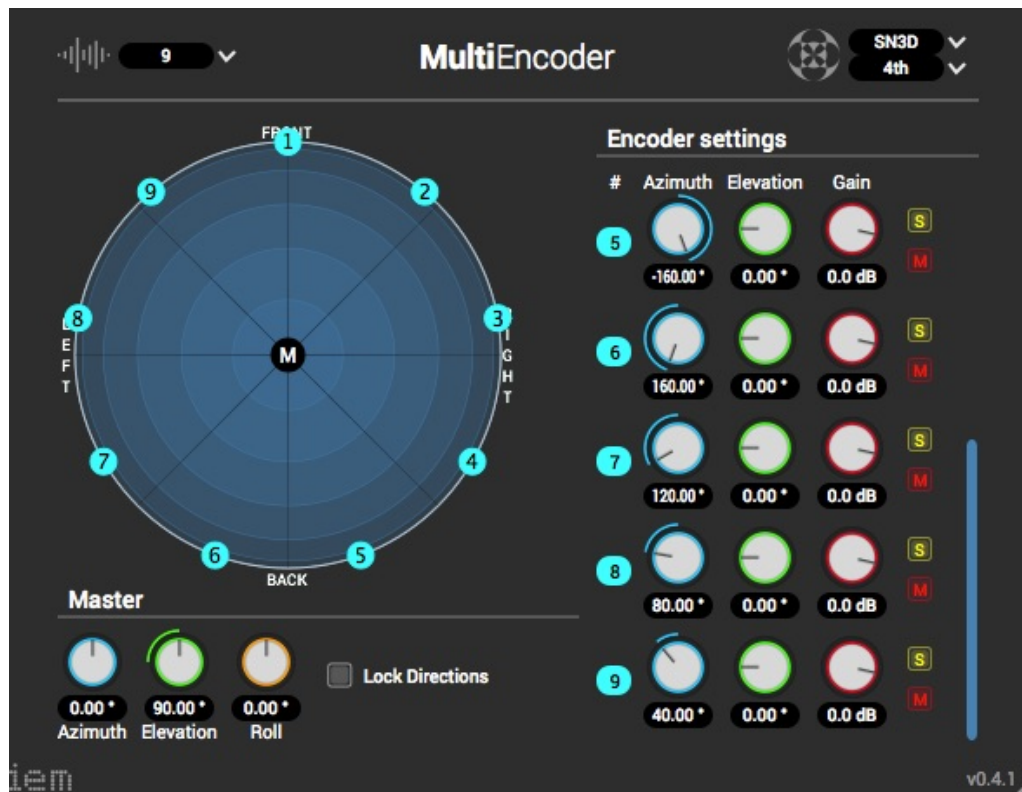 9
MultiEncoder
SN3D
4th
FRONT
1
2
3
4
5
6
7
8
9
M
LEFT
RIGHT
BACK
Encoder settings
# Azimuth Elevation Gain
5 S M
-160.00 ° 0.00 ° 0.0 dB
6 S M
160.00 ° 0.00 ° 0.0 dB
7 S M
120.00 ° 0.00 ° 0.0 dB
8 S M
80.00 ° 0.00 ° 0.0 dB
9 S M
40.00 ° 0.00 ° 0.0 dB
Master
0.00 ° 90.00 ° 0.00 °
Azimuth Elevation Roll
Lock Directions
iem
v0.4.1